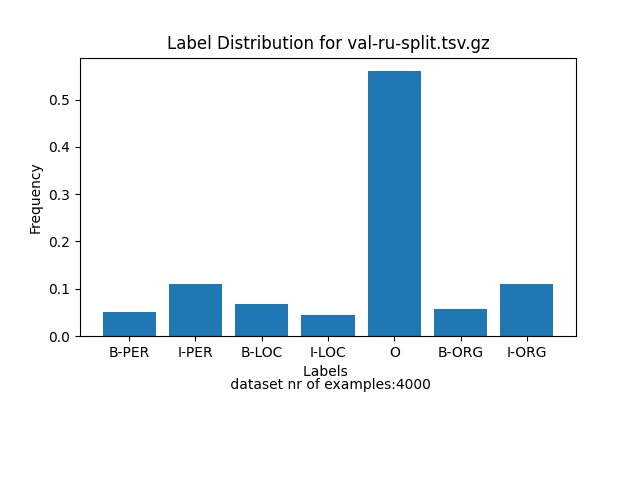 Label Distribution for val-ru-split.tsv.gz
Frequency
0.5
0.4
0.3
0.2
0.1
0.0
B-PER I-PER B-LOC I-LOC O B-ORG I-ORG
Labels
dataset nr of examples:4000